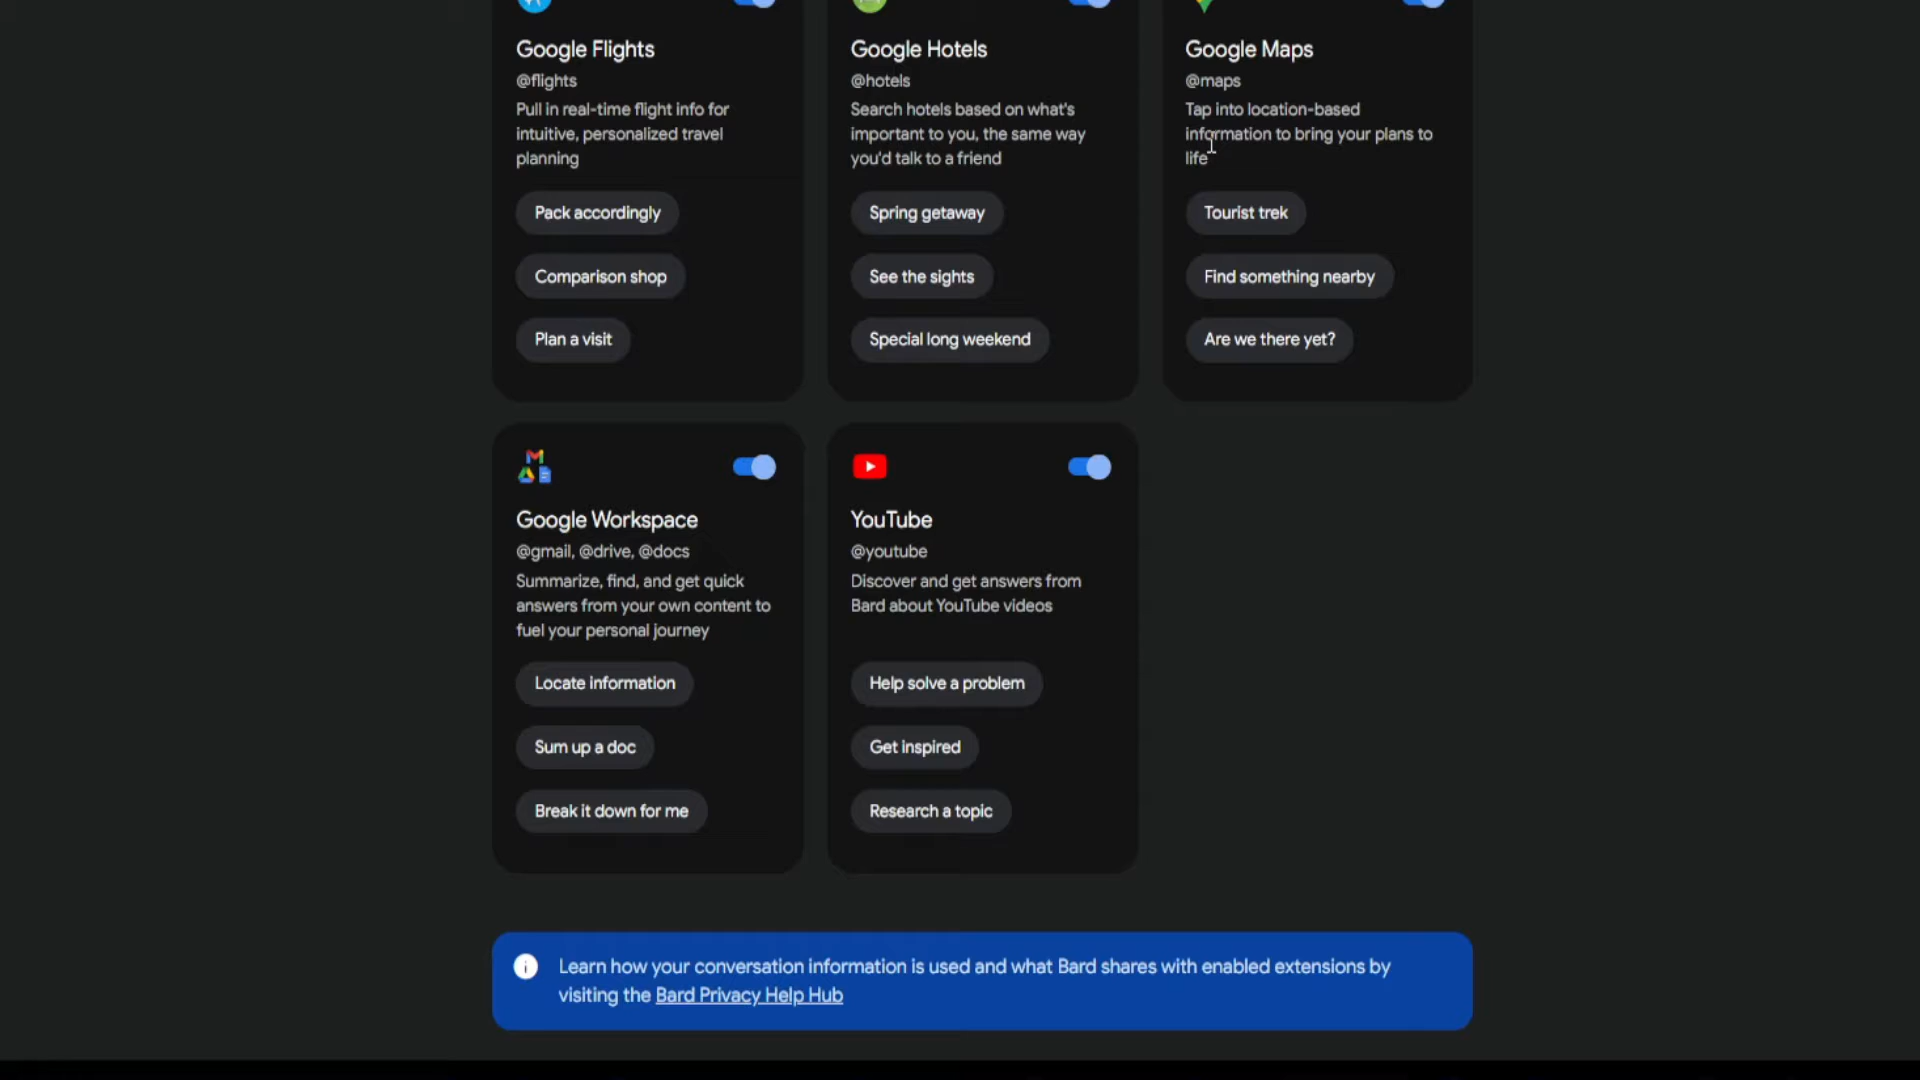 Google Flights
@flights
Pull in real-time flight info for
intuitive, personalized travel
planning
Pack accordingly
Comparison shop
Plan a visit
Google Hotels
@hotels
Search hotels based on what's
important to you, the same way
you'd talk to a friend
Spring getaway
See the sights
Special long weekend
Google Maps
@maps
Tap into location-based
information to bring your plans to
life
Tourist trek
Find something nearby
Are we there yet?
Google Workspace
@gmail, @drive, @docs
Summarize, find, and get quick
answers from your own content to
fuel your personal journey
Locate information
Sum up a doc
Break it down for me
YouTube
@youtube
Discover and get answers from
Bard about YouTube videos
Help solve a problem
Get inspired
Research a topic
Learn how your conversation information is used and what Bard shares with enabled extensions by
visiting the Bard Privacy Help Hub